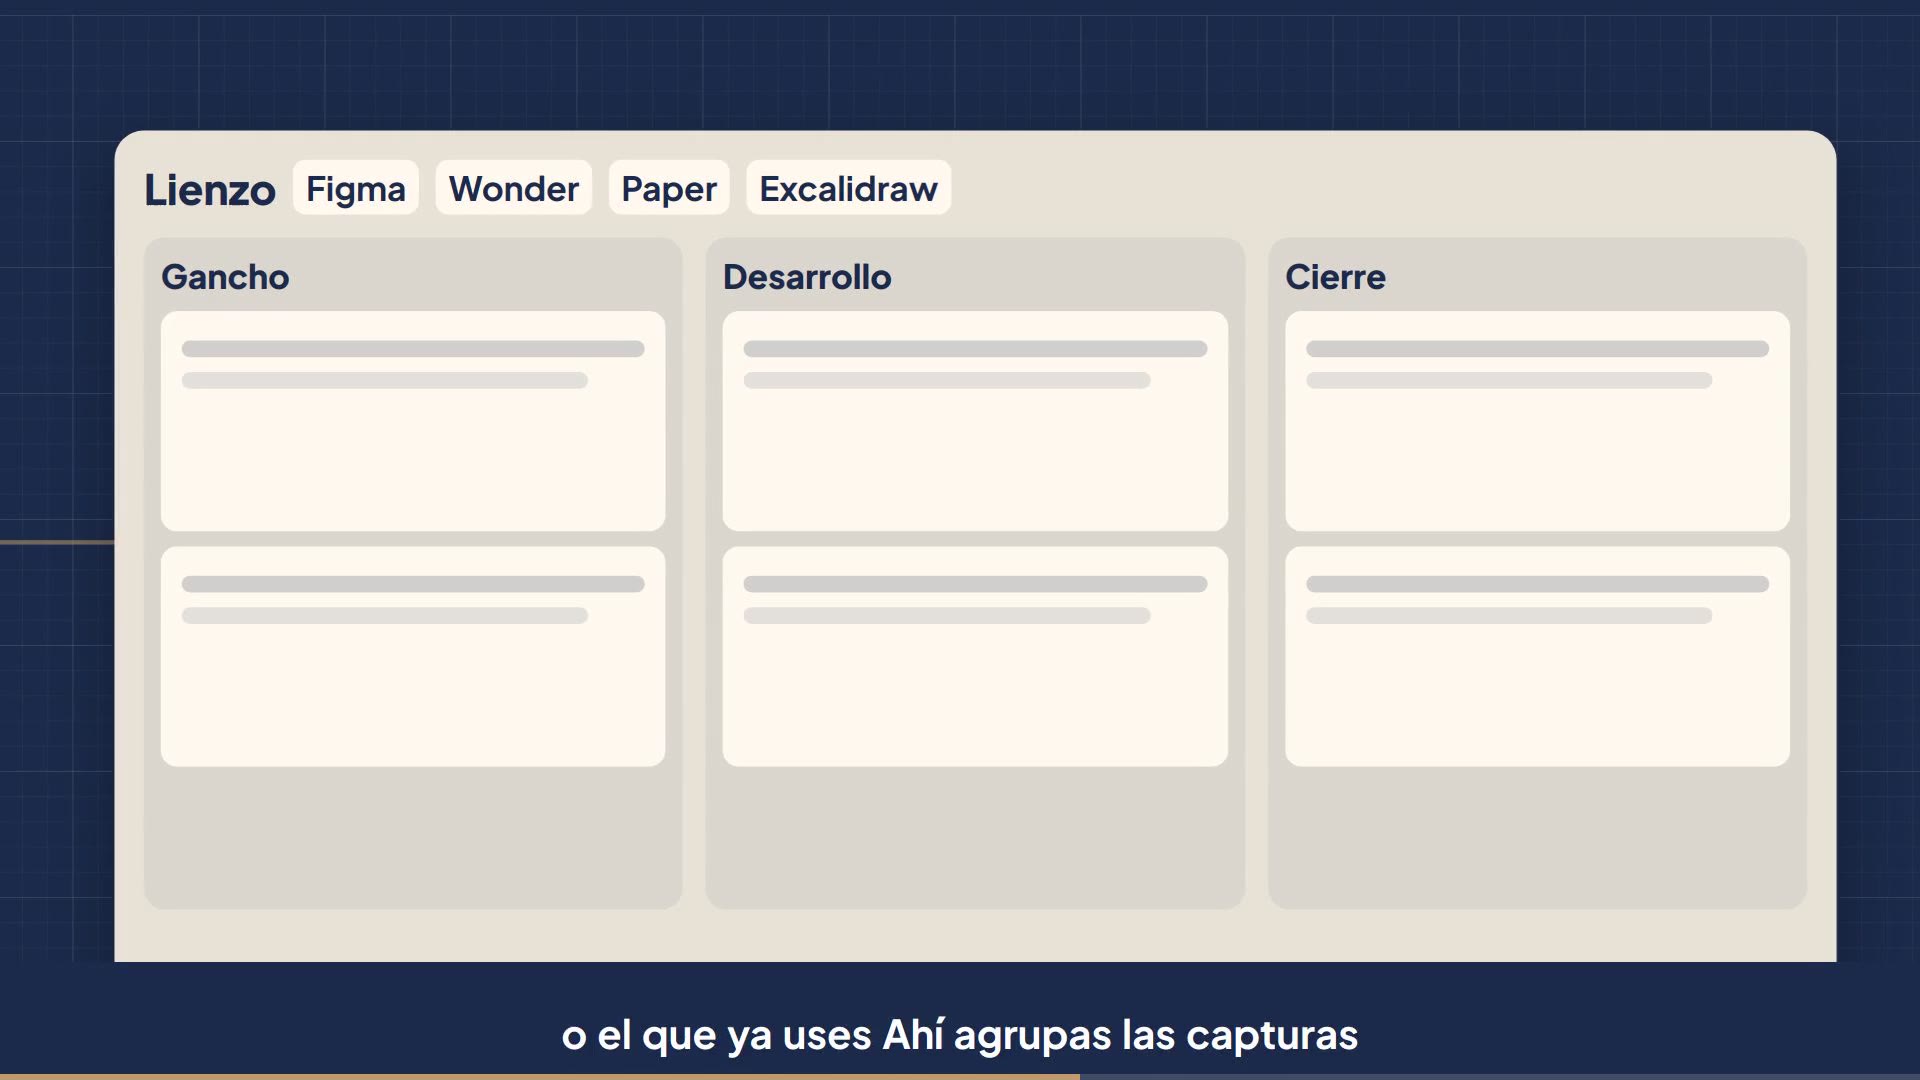 Lienzo Figma Wonder Paper Excalidraw
Gancho
Desarrollo
Cierre
o el que ya uses Ahí agrupas las capturas